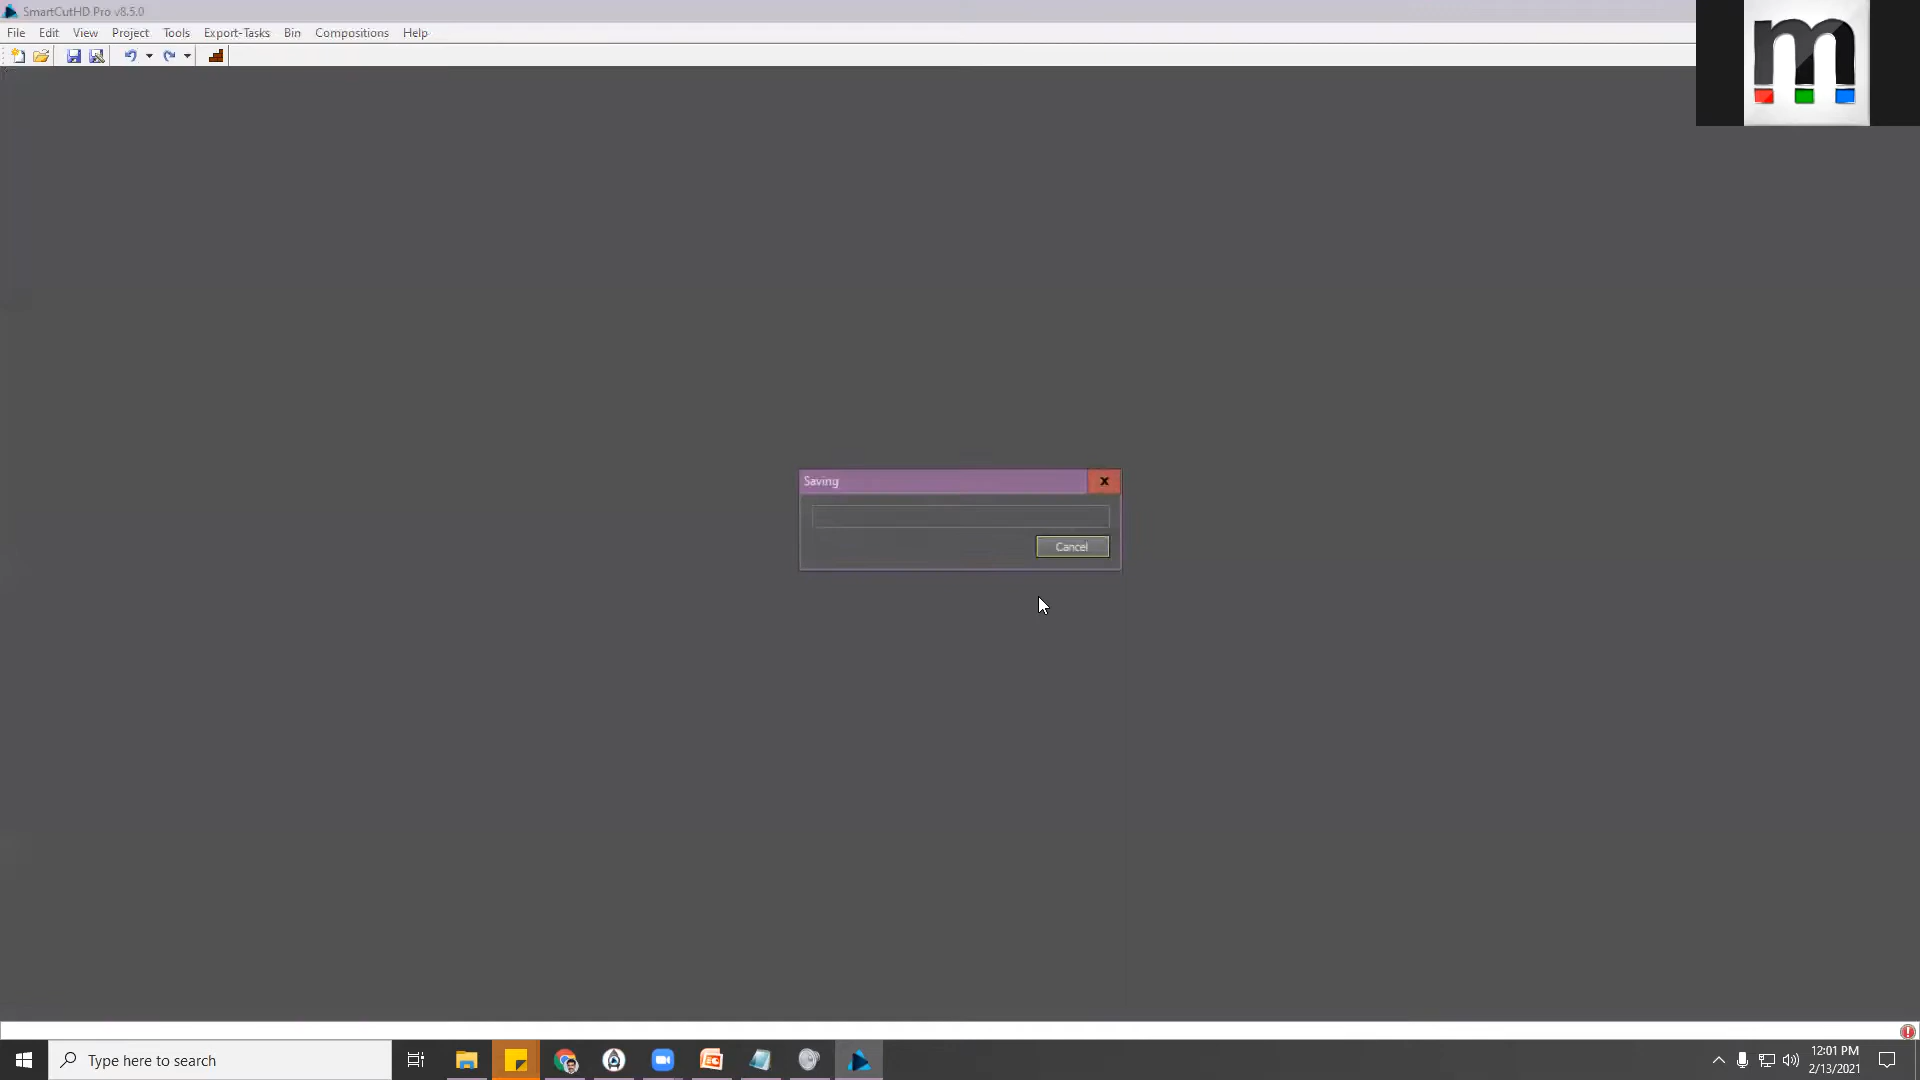 SmartCutHD Pro v8.5.0
File Edit View Project Tools Export-Tasks Bin Compositions Help
m
Saving
Cancel
Type here to search
12:01 PM
2/13/2021